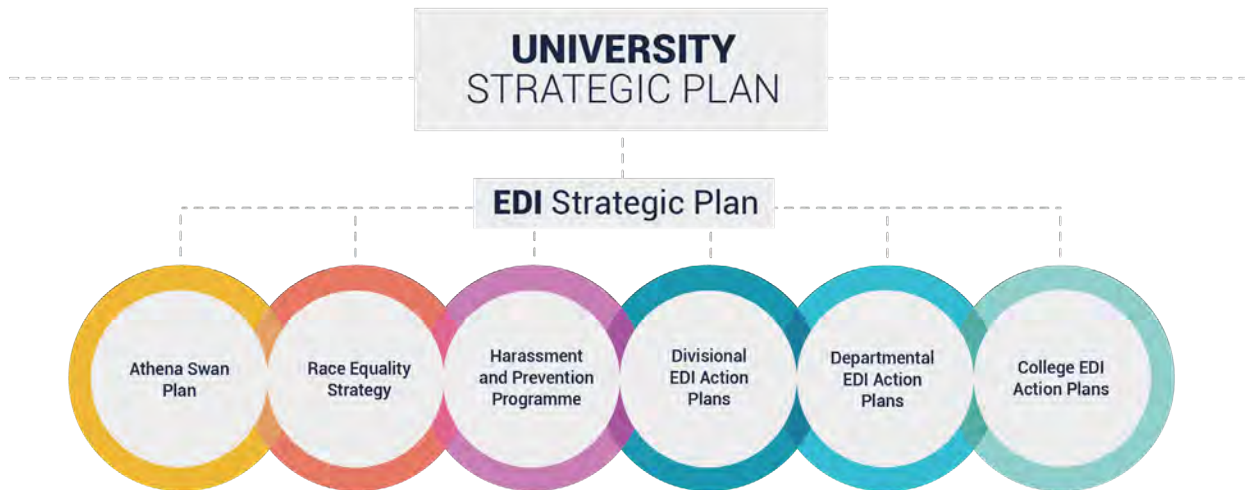 UNIVERSITY
STRATEGIC PLAN
EDI Strategic Plan
Athena Swan
Plan
Race Equality
Strategy
Harassment
and Prevention
Programme
Divisional
EDI Action
Plans
Departmental
EDI Action
Plans
College EDI
Action Plans